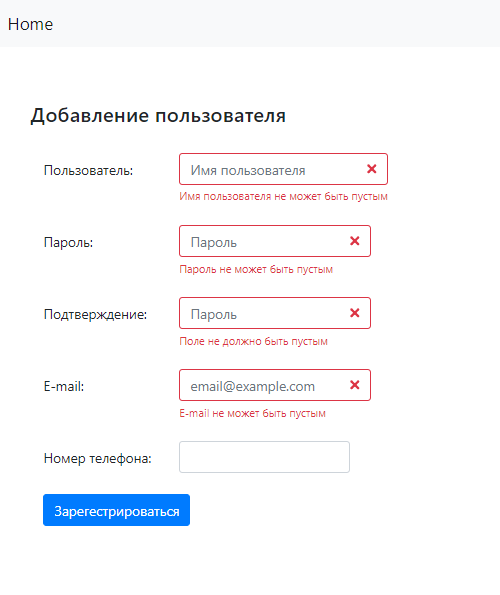 Home
Добавление пользователя
Пользователь:
Имя пользователя
Имя пользователя не может быть пустым
Пароль:
Пароль
Пароль не может быть пустым
Подтверждение:
Пароль
Поле не должно быть пустым
E-mail:
email@example.com
E-mail не может быть пустым
Номер телефона:
Зарегестрироваться